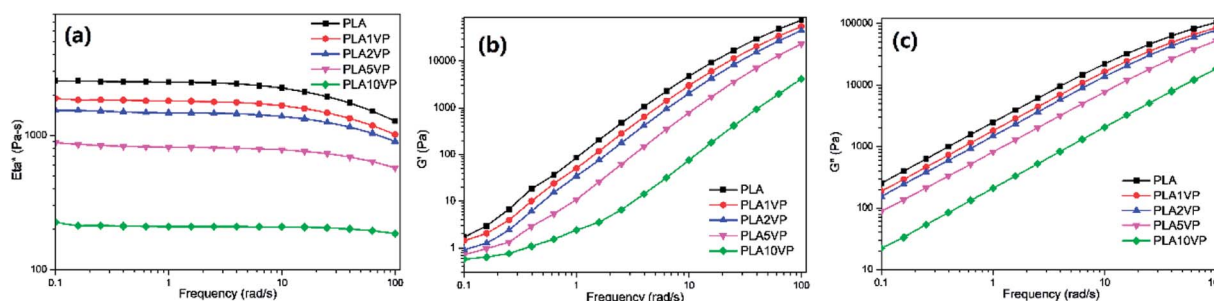 (a)
PLA
PLA1VP
PLA2VP
PLA5VP
PLA10VP
Eta* (Pa-s)
1000
100
0.1
1
10
100
Frequency (rad/s)
(b)
G' (Pa)
10000
1000
100
10
1
0.1
1
10
100
Frequency (rad/s)
PLA
PLA1VP
PLA2VP
PLA5VP
PLA10VP
(c)
G" (Pa)
100000
10000
1000
100
10
0.1
1
10
Frequency (rad/s)
PLA
PLA1VP
PLA2VP
PLA5VP
PLA10VP